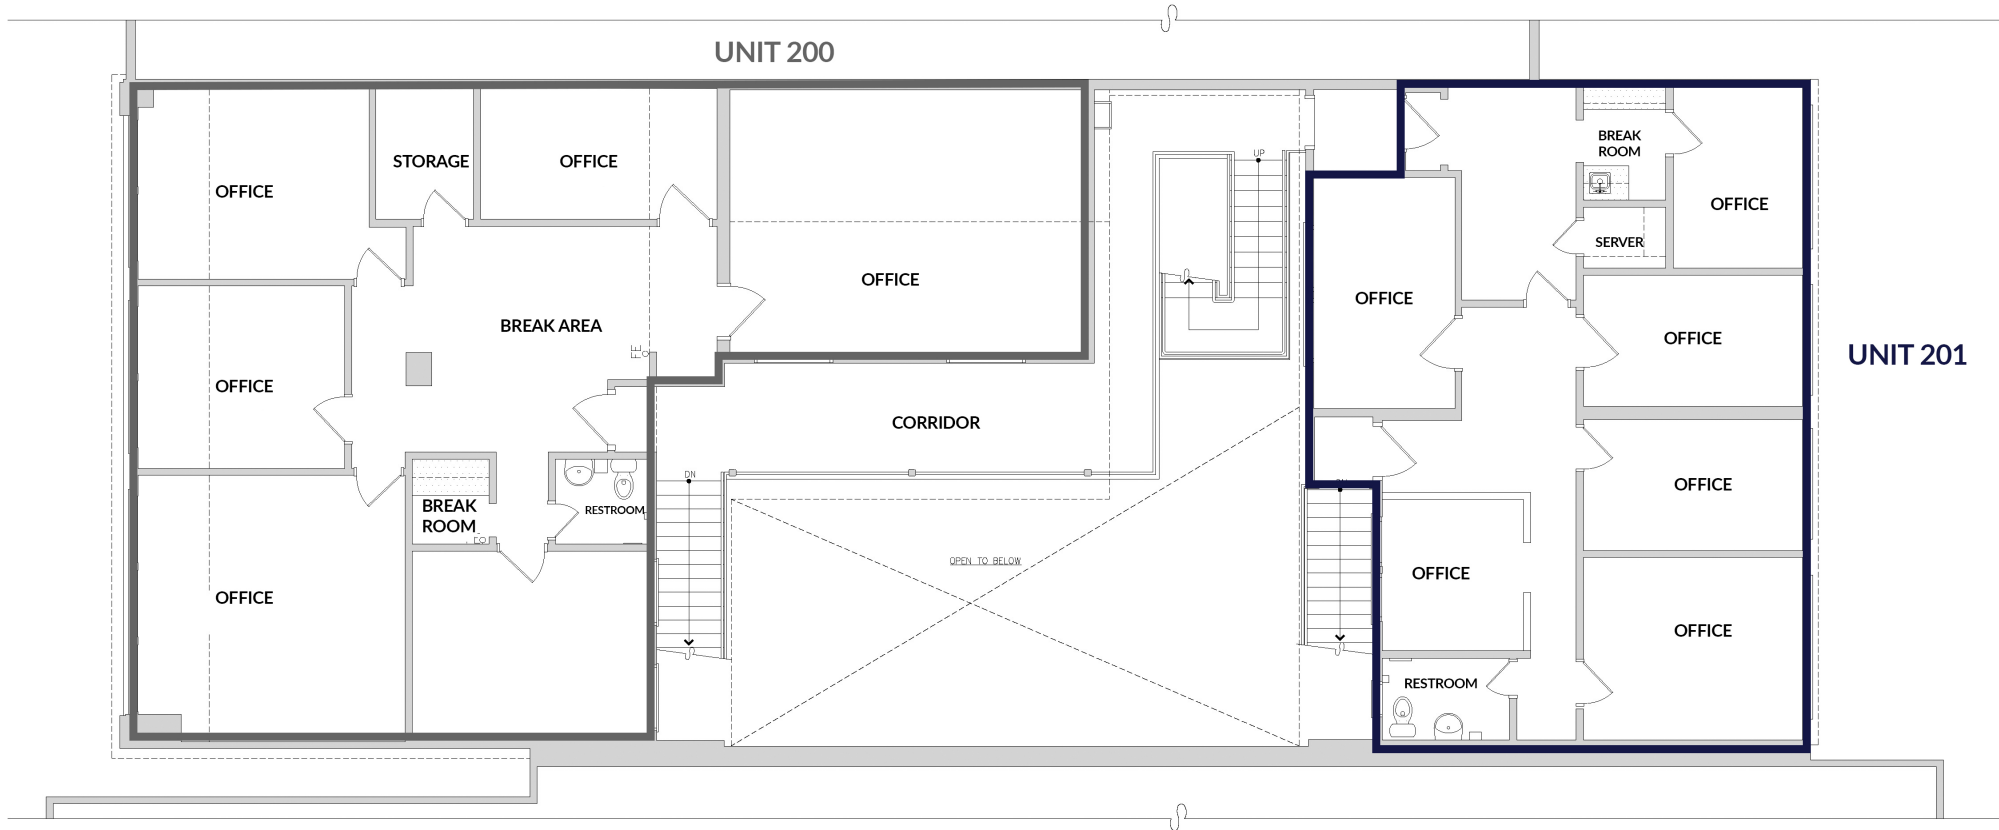 UNIT 200
UP
BREAK
ROOM
STORAGE
OFFICE
OFFICE
OFFICE
SERVER
OFFICE
OFFICE
OFFICE
BREAK AREA
OFFICE
FE
UNIT 201
OFFICE
CORRIDOR
DN
OFFICE
BREAK
ROOM
RESTROOM
OPEN TO BELOW
OFFICE
OFFICE
OFFICE
RESTROOM